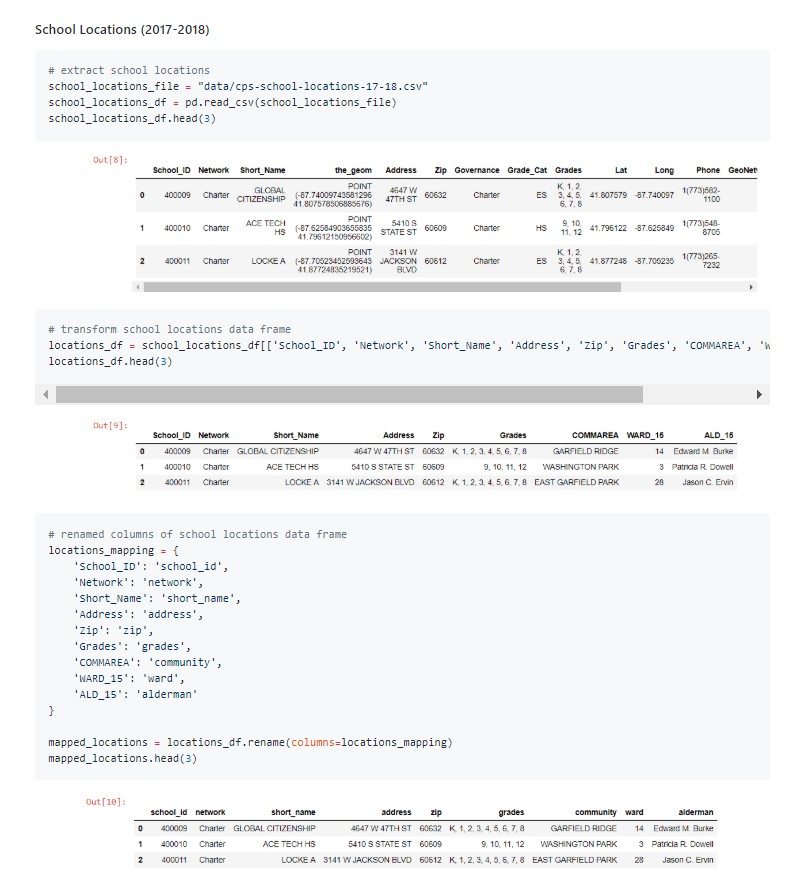 School Locations (2017-2018)
# extract school locations
school_locations_file = "data/cps-school-locations-17-18.csv"
school_locations_df = pd.read_csv(school_locations_file)
school_locations_df.head(3)
Out[8]:
School_ID Network Short_Name the_geom Address Zip Governance Grade_Cat Grades Lat Long Phone GeoNet
0 400009 Charter GLOBAL CITIZENSHIP POINT (-87.74009743581296 41.807578506885676) 4647 W 47TH ST 60632 Charter ES K, 1, 2, 3, 4, 5, 6, 7, 8 41.807579 -87.740097 1(773)582-1100
1 400010 Charter ACE TECH HS POINT (-87.62584903655835 41.79612150956602) 5410 S STATE ST 60609 Charter HS 9, 10, 11, 12 41.796122 -87.625849 1(773)548-8705
2 400011 Charter LOCKE A POINT (-87.70523452593643 41.87724835219521) 3141 W JACKSON BLVD 60612 Charter ES K, 1, 2, 3, 4, 5, 6, 7, 8 41.877248 -87.705235 1(773)265-7232
# transform school locations data frame
locations_df = school_locations_df[['School_ID', 'Network', 'Short_Name', 'Address', 'Zip', 'Grades', 'COMMAREA', 'W
locations_df.head(3)
Out[9]:
School_ID Network Short_Name Address Zip Grades COMMAREA WARD_15 ALD_15
0 400009 Charter GLOBAL CITIZENSHIP 4647 W 47TH ST 60632 K, 1, 2, 3, 4, 5, 6, 7, 8 GARFIELD RIDGE 14 Edward M. Burke
1 400010 Charter ACE TECH HS 5410 S STATE ST 60609 9, 10, 11, 12 WASHINGTON PARK 3 Patricia R. Dowell
2 400011 Charter LOCKE A 3141 W JACKSON BLVD 60612 K, 1, 2, 3, 4, 5, 6, 7, 8 EAST GARFIELD PARK 28 Jason C. Ervin
# renamed columns of school locations data frame
locations_mapping = {
'School_ID': 'school_id',
'Network': 'network',
'Short_Name': 'short_name',
'Address': 'address',
'Zip': 'zip',
'Grades': 'grades',
'COMMAREA': 'community',
'WARD_15': 'ward',
'ALD_15': 'alderman'
}
mapped_locations = locations_df.rename(columns=locations_mapping)
mapped_locations.head(3)
Out[10]:
school_id network short_name address zip grades community ward alderman
0 400009 Charter GLOBAL CITIZENSHIP 4647 W 47TH ST 60632 K, 1, 2, 3, 4, 5, 6, 7, 8 GARFIELD RIDGE 14 Edward M. Burke
1 400010 Charter ACE TECH HS 5410 S STATE ST 60609 9, 10, 11, 12 WASHINGTON PARK 3 Patricia R. Dowell
2 400011 Charter LOCKE A 3141 W JACKSON BLVD 60612 K, 1, 2, 3, 4, 5, 6, 7, 8 EAST GARFIELD PARK 28 Jason C. Ervin